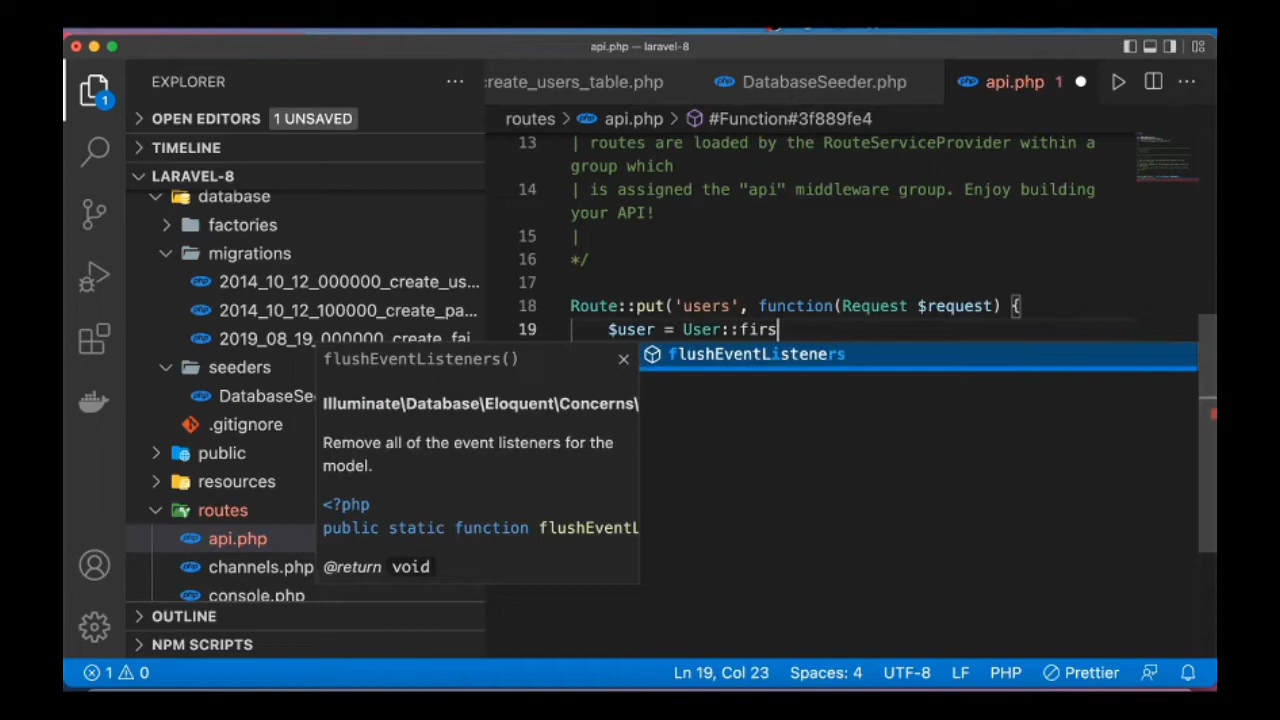 api.php — laravel-8
EXPLORER
1
OPEN EDITORS 1 UNSAVED
TIMELINE
LARAVEL-8
database
factories
migrations
2014_10_12_000000_create_us...
2014_10_12_100000_create_pa...
2019_08_19_000000_create_fai
seeders
DatabaseSe
.gitignore
public
resources
routes
api.php
channels.php
console.php
OUTLINE
NPM SCRIPTS
create_users_table.php DatabaseSeeder.php api.php 1
routes > api.php > #Function#3f889fe4
13 | routes are loaded by the RouteServiceProvider within a
group which
14 | is assigned the "api" middleware group. Enjoy building
your API!
15 |
16 */
17
18 Route::put('users', function(Request $request) {
19 $user = User::firs
flushEventListeners
flushEventListeners()
Illuminate\Database\Eloquent\Concerns\
Remove all of the event listeners for the
model.
<?php
public static function flushEventL
@return void
1 0 Ln 19, Col 23 Spaces: 4 UTF-8 LF PHP Prettier